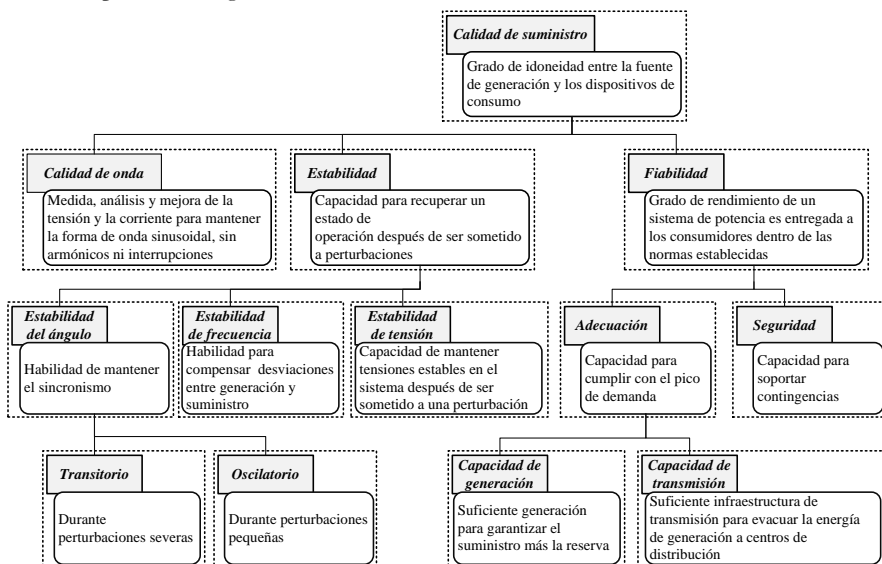 Calidad de suministro
Grado de idoneidad entre la fuente
de generación y los dispositivos de
consumo
Calidad de onda
Medida, análisis y mejora de la
tensión y la corriente para mantener
la forma de onda sinusoidal, sin
armónicos ni interrupciones
Estabilidad
Capacidad para recuperar un
estado de
operación después de ser sometido
a perturbaciones
Fiabilidad
Grado de rendimiento de un
sistema de potencia es entregada a
los consumidores dentro de las
normas establecidas
Estabilidad
del ángulo
Habilidad de mantener
el sincronismo
Estabilidad
de frecuencia
Habilidad para
compensar desviaciones
entre generación y
suministro
Estabilidad
de tensión
Capacidad de mantener
tensiones estables en el
sistema después de ser
sometido a una perturbación
Adecuación
Capacidad para
cumplir con el pico
de demanda
Seguridad
Capacidad para
soportar
contingencias
Transitorio
Durante
perturbaciones severas
Oscilatorio
Durante perturbaciones
pequeñas
Capacidad de
generación
Suficiente generación
para garantizar el
suministro más la reserva
Capacidad de
transmisión
Suficiente infraestructura de
transmisión para evacuar la energía
de generación a centros de
distribución